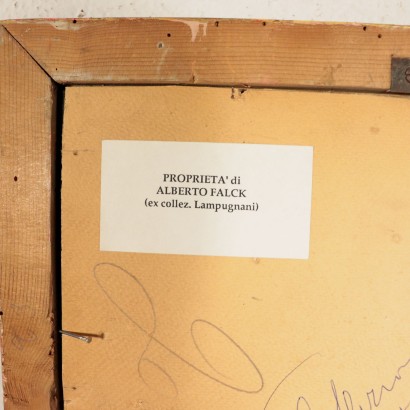 PROPRIETA' di
ALBERTO FALCK
(ex collez. Lampugnani)